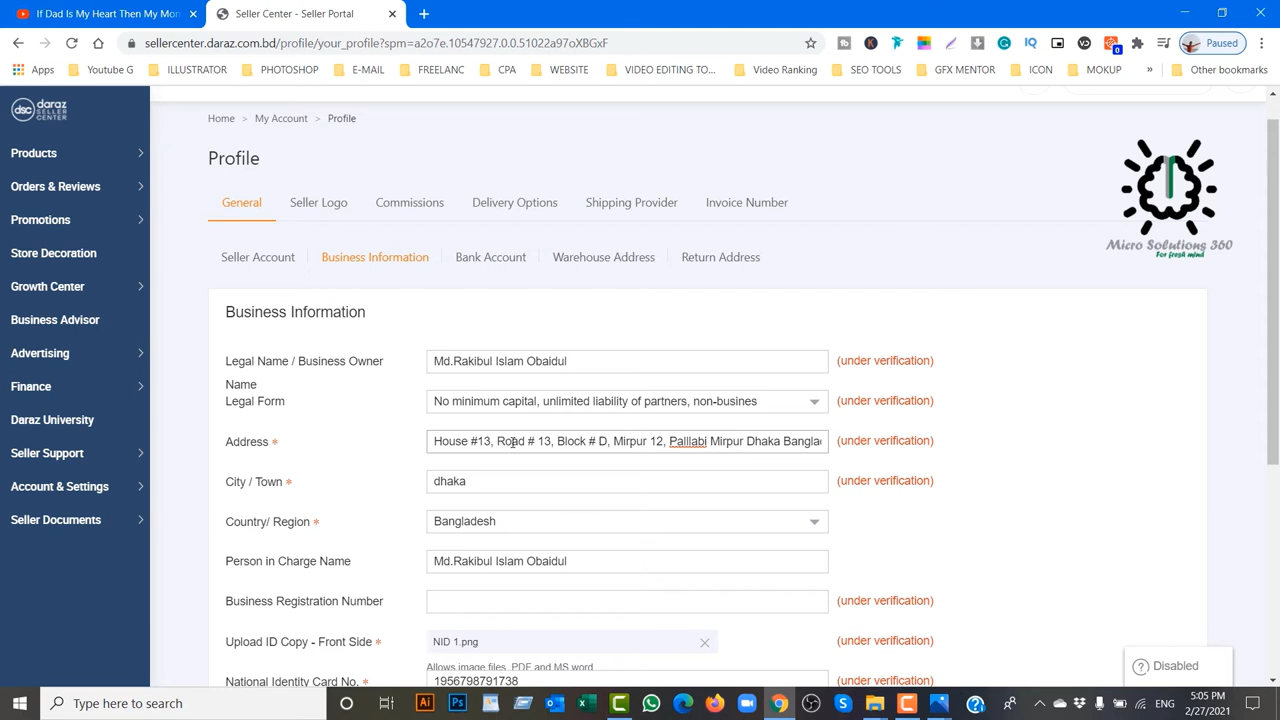 If Dad Is My Heart Then My Mon
Seller Center - Seller Portal
sellercenter.daraz.com.bd/profile/your_profile?spm=a2o7e.10547927.0.0.51022a97oXBGxF
Paused
Apps
Youtube G
ILLUSTRATOR
PHOTOSHOP
E-MAIL
FREELANC
CPA
WEBSITE
VIDEO EDITING TO...
Video Ranking
SEO TOOLS
GFX MENTOR
ICON
MOKUP
»
Other bookmarks
dsc daraz SELLER CENTER
Home > My Account > Profile
Products
Profile
Orders & Reviews
General
Seller Logo
Commissions
Delivery Options
Shipping Provider
Invoice Number
Promotions
Micro Solutions 360
For fresh mind
Store Decoration
Seller Account
Business Information
Bank Account
Warehouse Address
Return Address
Growth Center
Business Information
Business Advisor
Advertising
Legal Name / Business Owner Name
Md.Rakibul Islam Obaidul
(under verification)
Finance
Legal Form
No minimum capital, unlimited liability of partners, non-busines
(under verification)
Daraz University
Address *
House #13, Road # 13, Block # D, Mirpur 12, Palllabi Mirpur Dhaka Banglad
(under verification)
Seller Support
City / Town *
dhaka
(under verification)
Account & Settings
Country/ Region *
Bangladesh
(under verification)
Seller Documents
Person in Charge Name
Md.Rakibul Islam Obaidul
Business Registration Number
(under verification)
Upload ID Copy - Front Side *
NID 1.png
(under verification)
Allows image files, PDF and MS word
National Identity Card No. *
1956798791738
(under verification)
Disabled
Type here to search
5:05 PM
2/27/2021